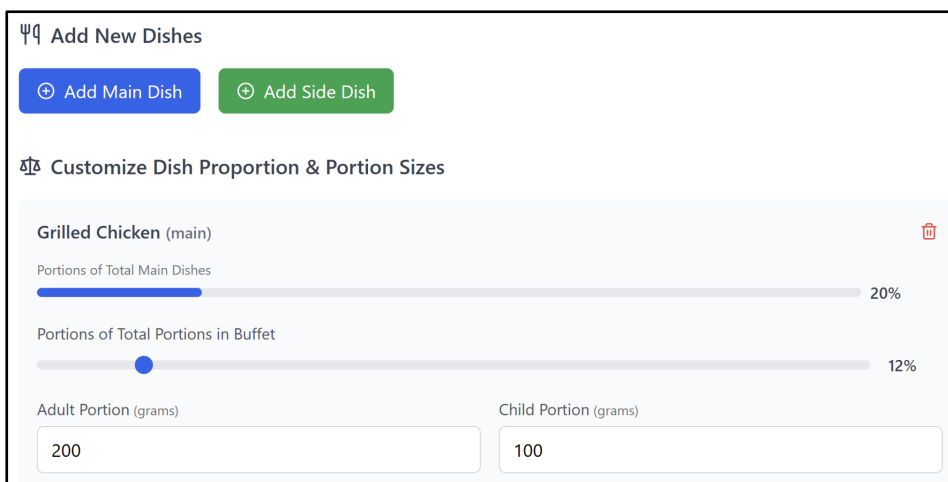 Add New Dishes
Add Main Dish
Add Side Dish
Customize Dish Proportion & Portion Sizes
Grilled Chicken (main)
Portions of Total Main Dishes
20%
Portions of Total Portions in Buffet
12%
Adult Portion (grams)
Child Portion (grams)
200
100